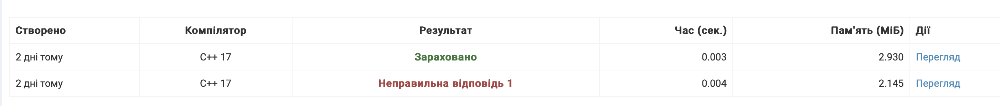 Створено Компілятор Результат Час (сек.) Пам'ять (МіБ) Дії
2 дні тому C++ 17 Зараховано 0.003 2.930 Перегляд
2 дні тому C++ 17 Неправильна відповідь 1 0.004 2.145 Перегляд